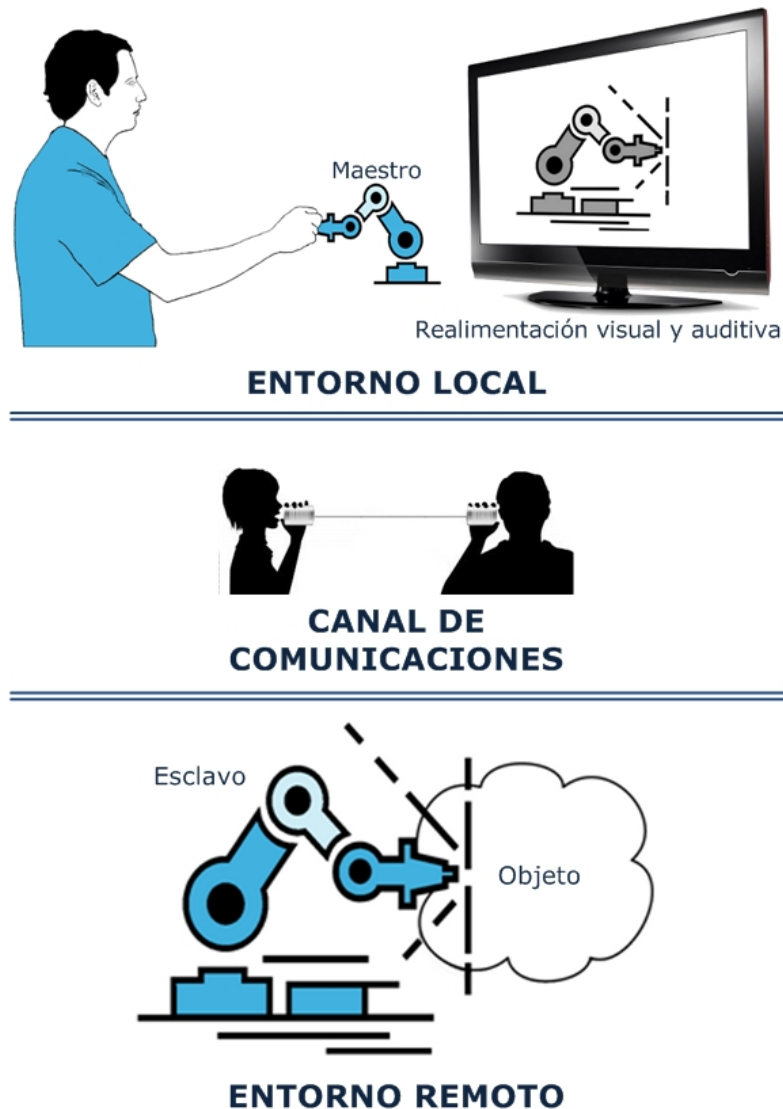 Maestro
Realimentación visual y auditiva
ENTORNO LOCAL
CANAL DE
COMUNICACIONES
Esclavo
Objeto
ENTORNO REMOTO